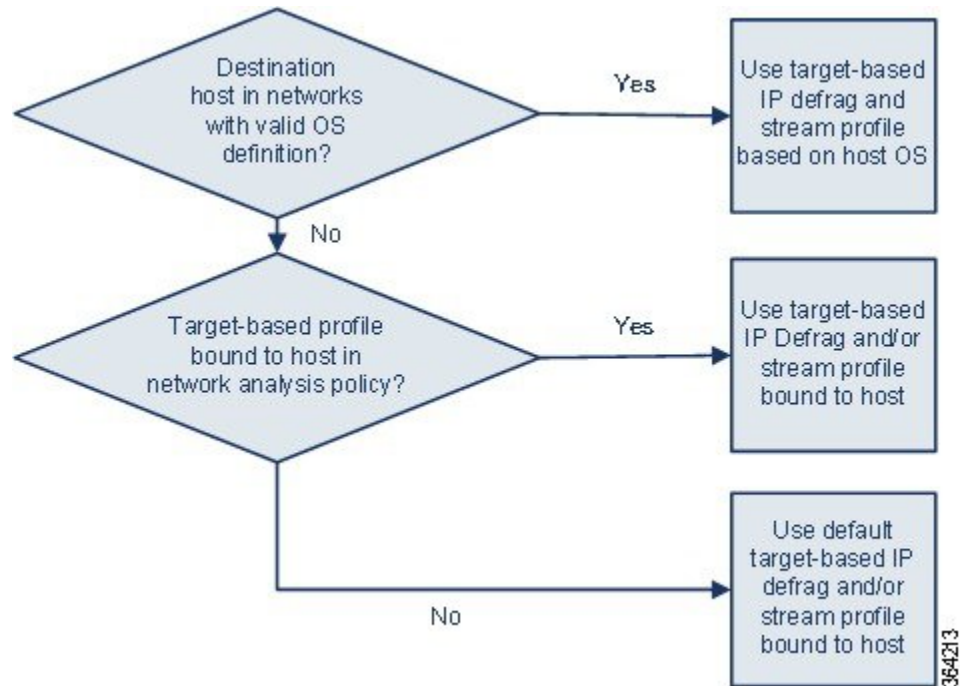 Destination
host in networks
with valid OS
definition?
Yes
Use target-based
IP defrag and
stream profile
based on host OS
No
Target-based profile
bound to host in
network analysis policy?
Yes
Use target-based
IP Defrag and/or
stream profile
bound to host
No
Use default
target-based IP
defrag and/or
stream profile
bound to host
364213